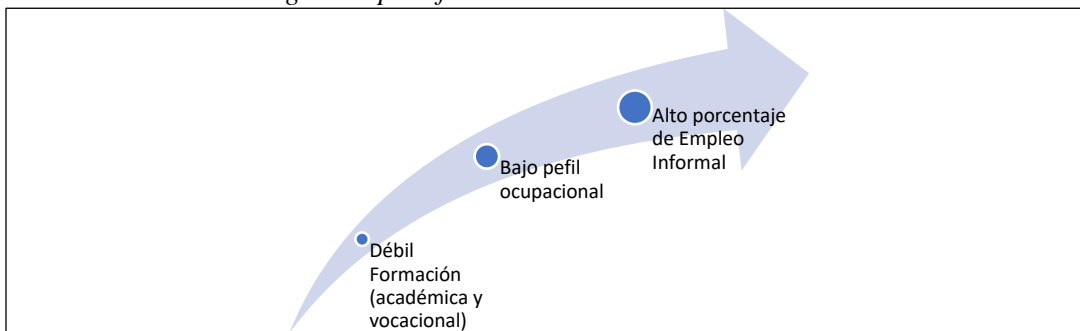 Alto porcentaje
de Empleo
Informal
Bajo pefil
ocupacional
Débil
Formación
(académica y
vocacional)